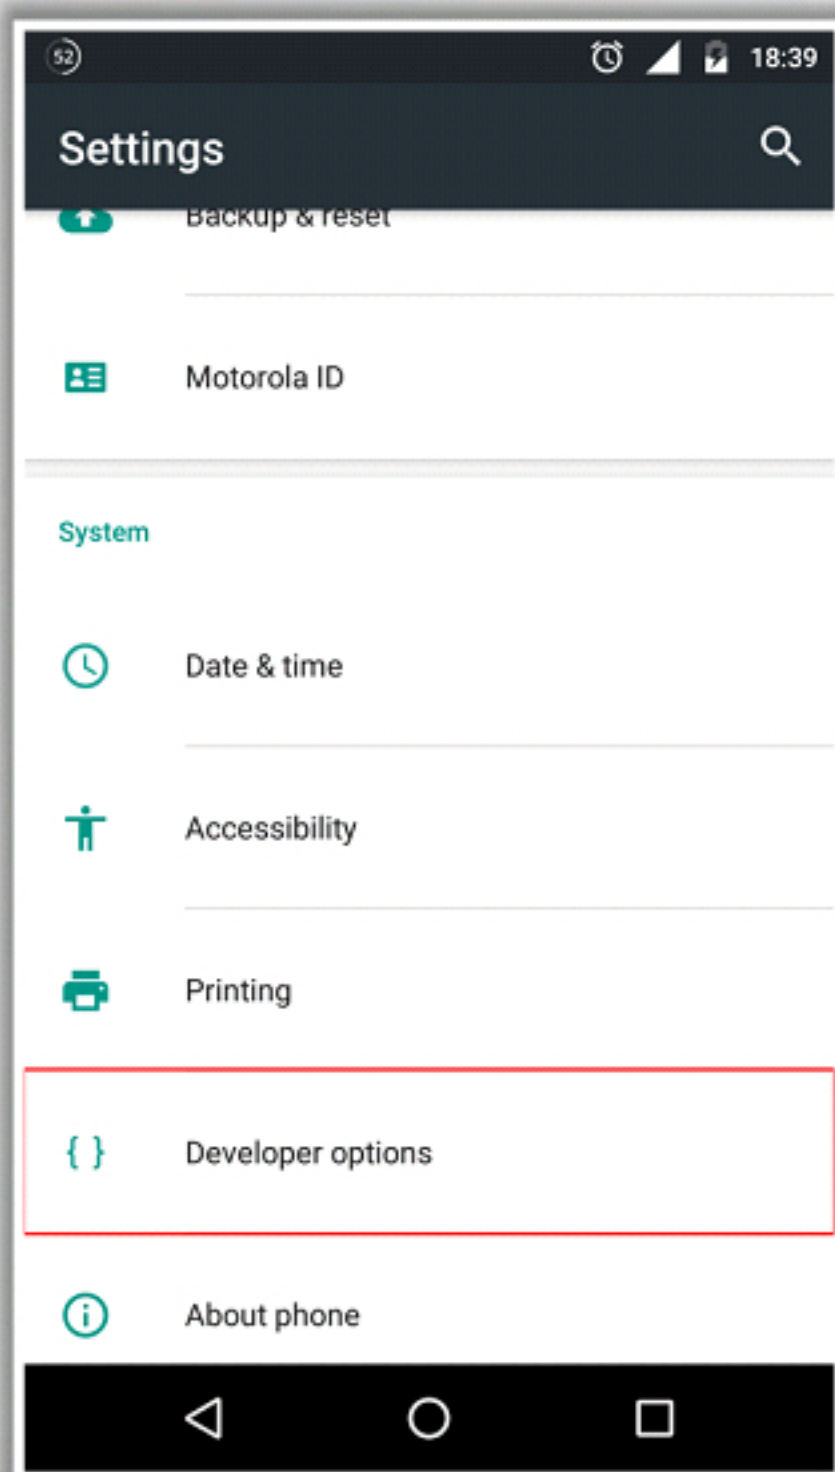 52
18:39
Settings
Backup & reset
Motorola ID
System
Date & time
Accessibility
Printing
{ } Developer options
About phone